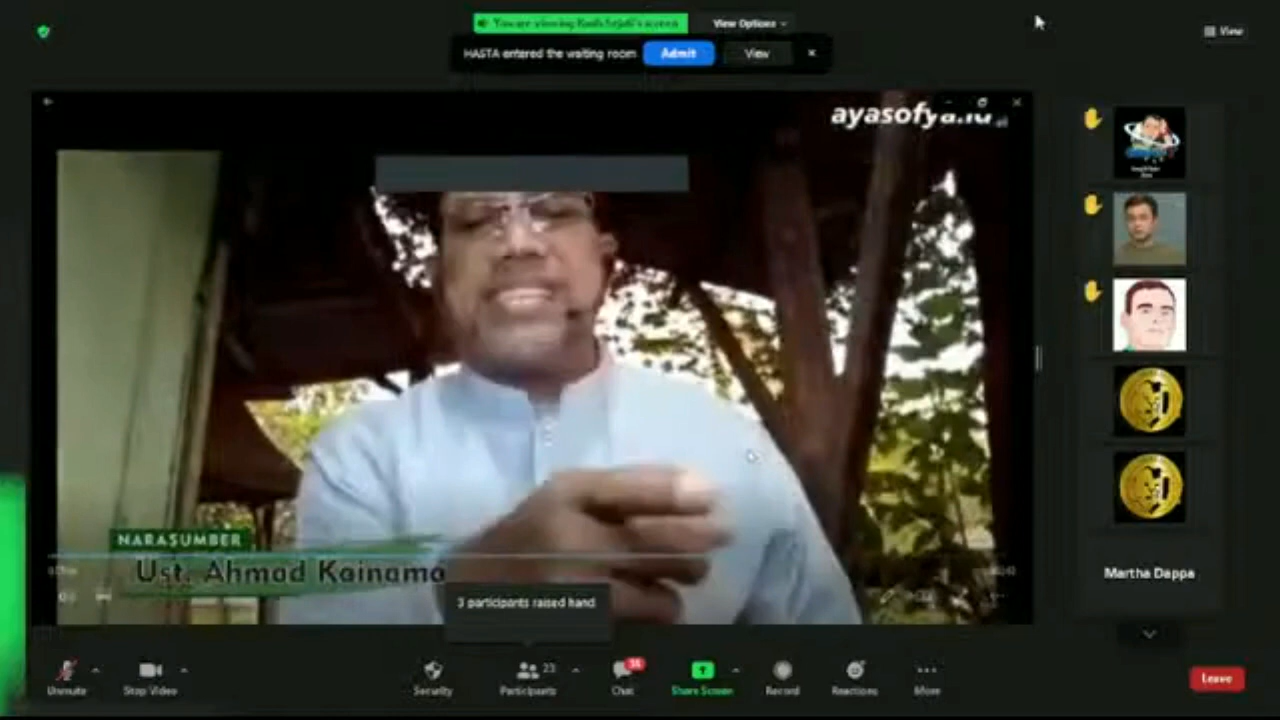 You are viewing
screen
View Options
View
HASTA entered the waiting room
Admit
View
ayasofya.id
NARASUMBER
Ust. Ahmad Kainama
3 participants raised hand
Martha Dappa
Unmute
Stop Video
Security
Participants
23
Chat
Share Screen
Record
Reactions
More
Leave